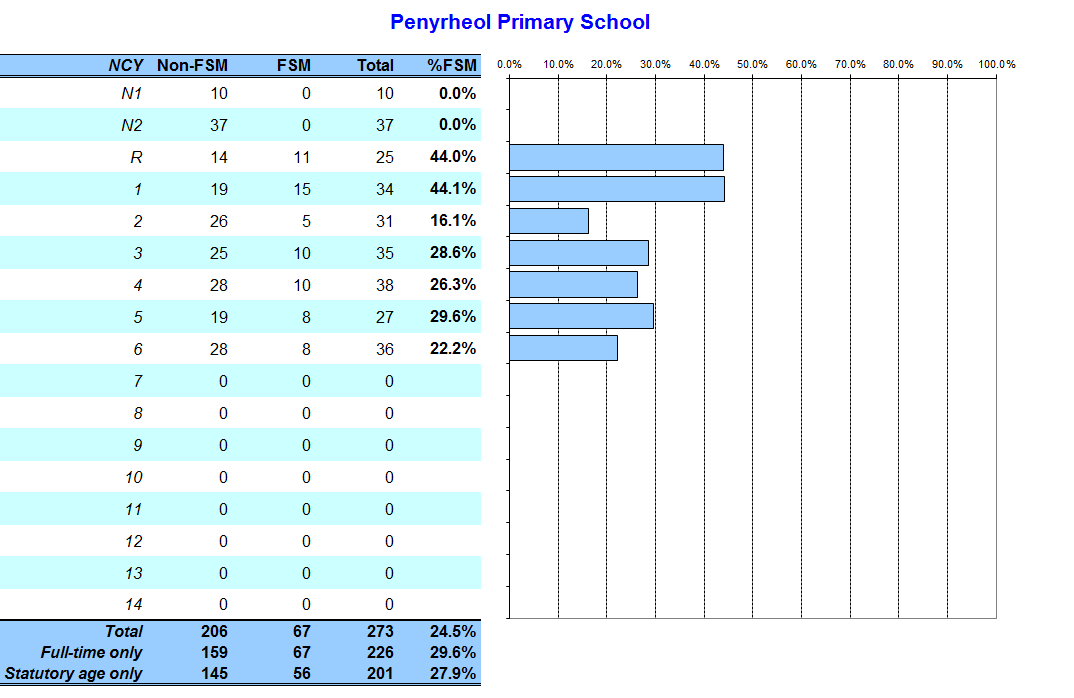 Penyrheol Primary School
NCY Non-FSM FSM Total %FSM
0.0% 10.0% 20.0% 30.0% 40.0% 50.0% 60.0% 70.0% 80.0% 90.0% 100.0%
N1 10 0 10 0.0%
N2 37 0 37 0.0%
R 14 11 25 44.0%
1 19 15 34 44.1%
2 26 5 31 16.1%
3 25 10 35 28.6%
4 28 10 38 26.3%
5 19 8 27 29.6%
6 28 8 36 22.2%
7 0 0 0
8 0 0 0
9 0 0 0
10 0 0 0
11 0 0 0
12 0 0 0
13 0 0 0
14 0 0 0
Total 206 67 273 24.5%
Full-time only 159 67 226 29.6%
Statutory age only 145 56 201 27.9%